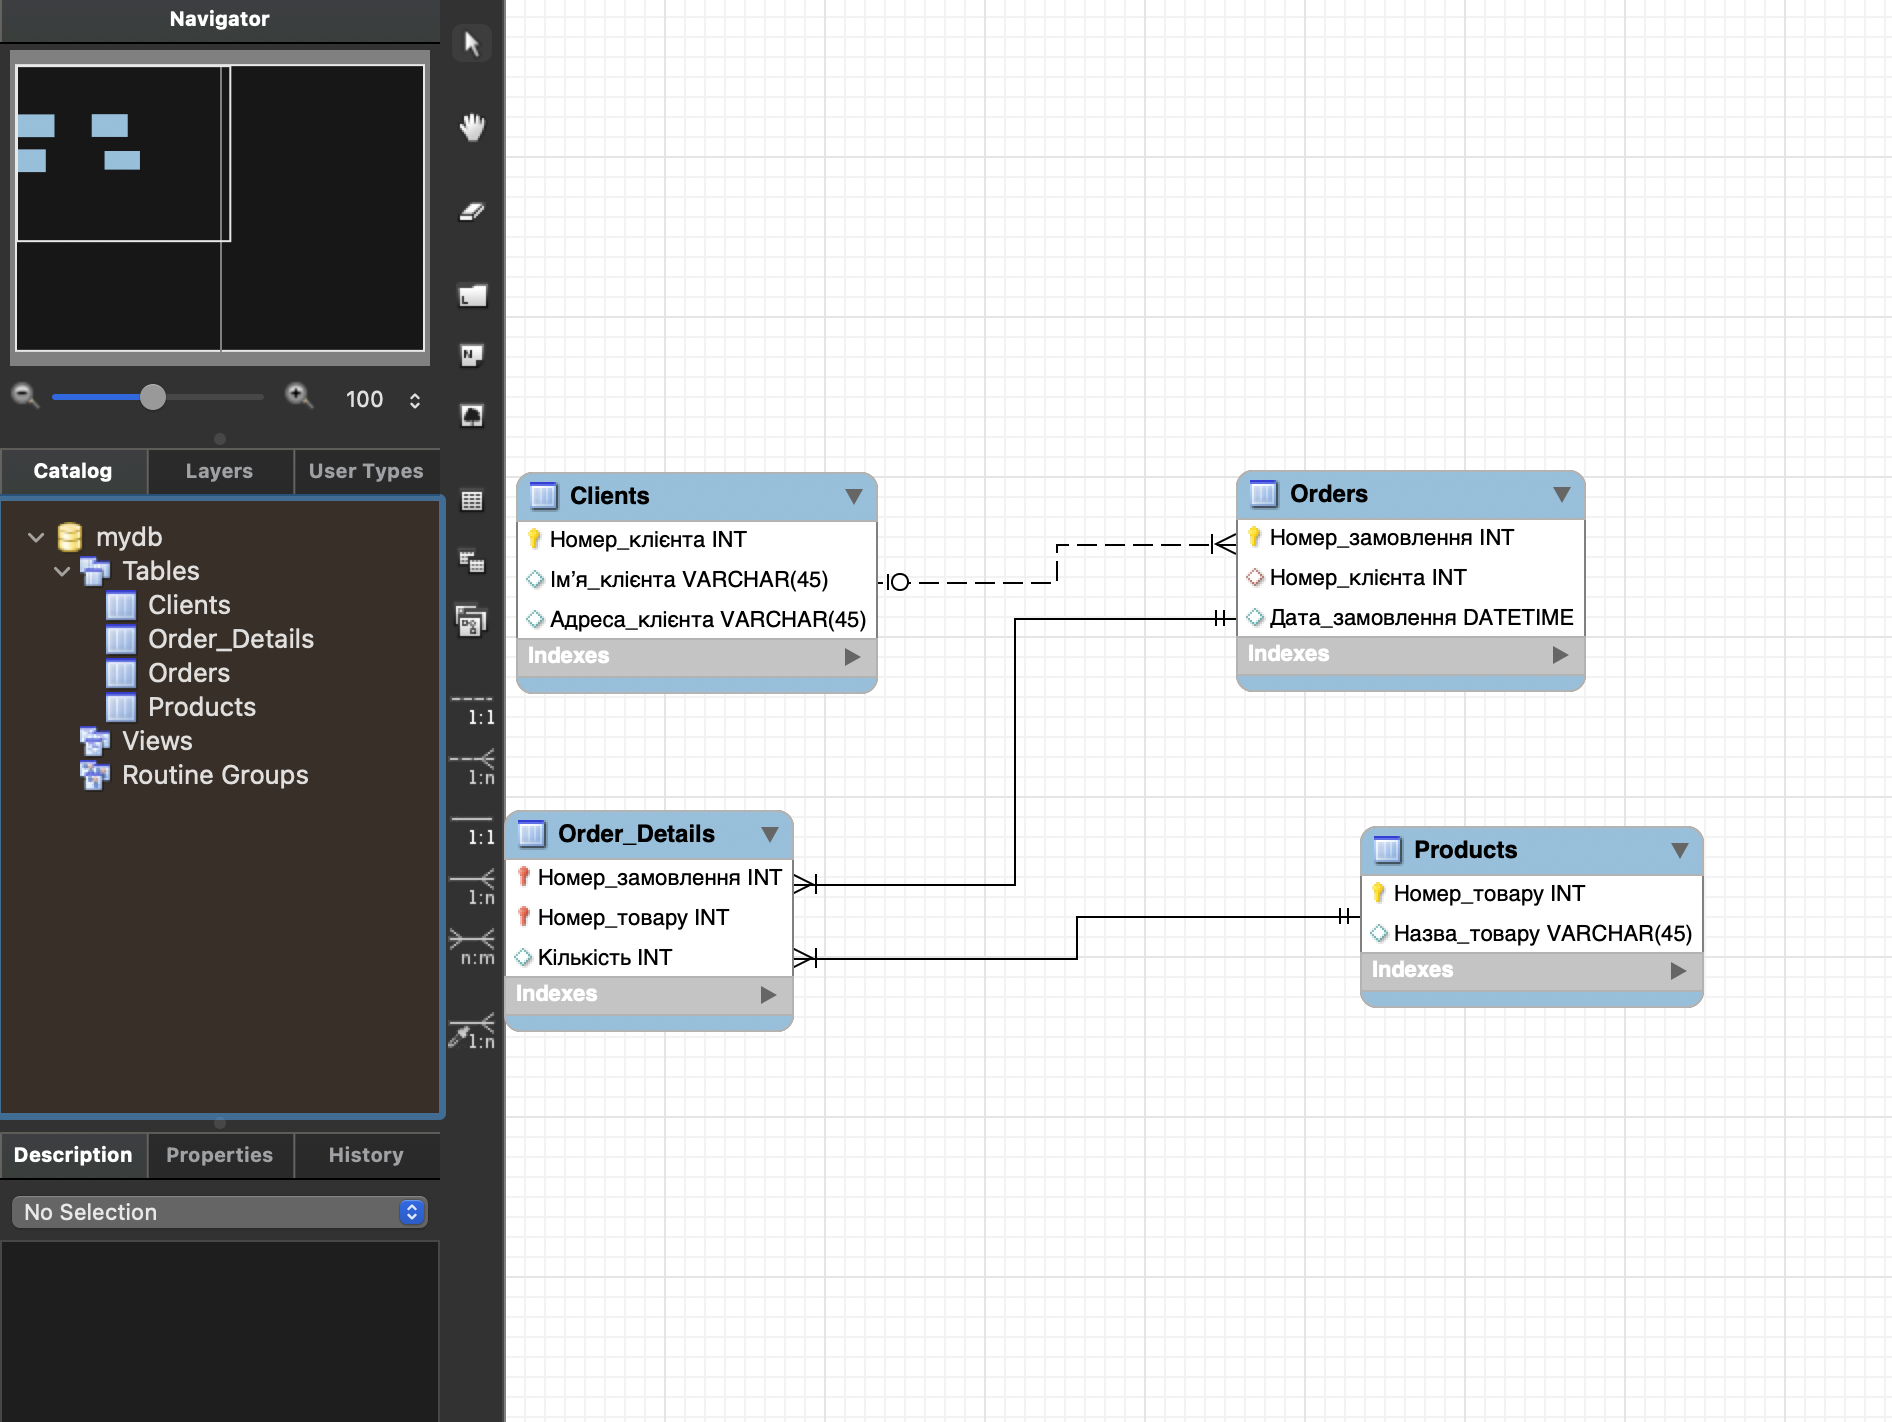 Navigator
100
Catalog
Layers
User Types
mydb
Tables
Clients
Order_Details
Orders
Products
Views
Routine Groups
Description
Properties
History
No Selection
L
N
1:1
1:n
1:1
1:n
n:m
1:n
Clients
Номер_клієнта INT
Ім’я_клієнта VARCHAR(45)
Адреса_клієнта VARCHAR(45)
Indexes
Orders
Номер_замовлення INT
Номер_клієнта INT
Дата_замовлення DATETIME
Indexes
Order_Details
Номер_замовлення INT
Номер_товару INT
Кількість INT
Indexes
Products
Номер_товару INT
Назва_товару VARCHAR(45)
Indexes